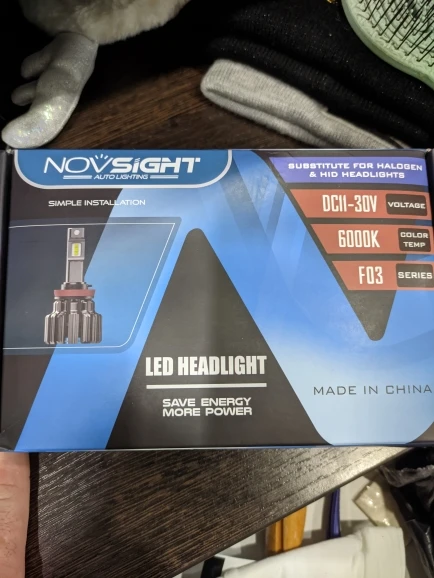 NOVSIGHT
AUTO LIGHTING
SIMPLE INSTALLATION
SUBSTITUTE FOR HALOGEN
& HID HEADLIGHTS
DC11-30V VOLTAGE
6000K COLOR TEMP
F03 SERIES
LED HEADLIGHT
SAVE ENERGY
MORE POWER
MADE IN CHINA